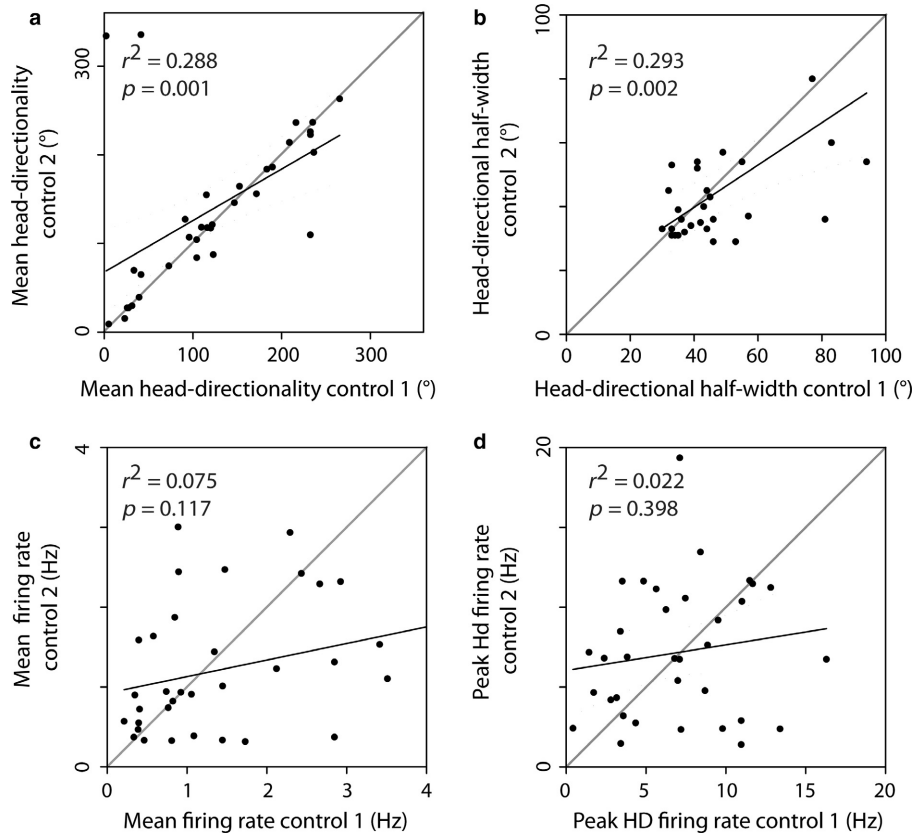 a
r2 = 0.288
p = 0.001
Mean head-directionality
control 2 (°)
300
0
0 100 200 300
Mean head-directionality control 1 (°)
b
r2 = 0.293
p = 0.002
Head-directional half-width
control 2 (°)
100
0
0 20 40 60 80 100
Head-directional half-width control 1 (°)
c
r2 = 0.075
p = 0.117
Mean firing rate
control 2 (Hz)
4
0
0 1 2 3 4
Mean firing rate control 1 (Hz)
d
r2 = 0.022
p = 0.398
Peak Hd firing rate
control 2 (Hz)
20
0
0 5 10 15 20
Peak HD firing rate control 1 (Hz)